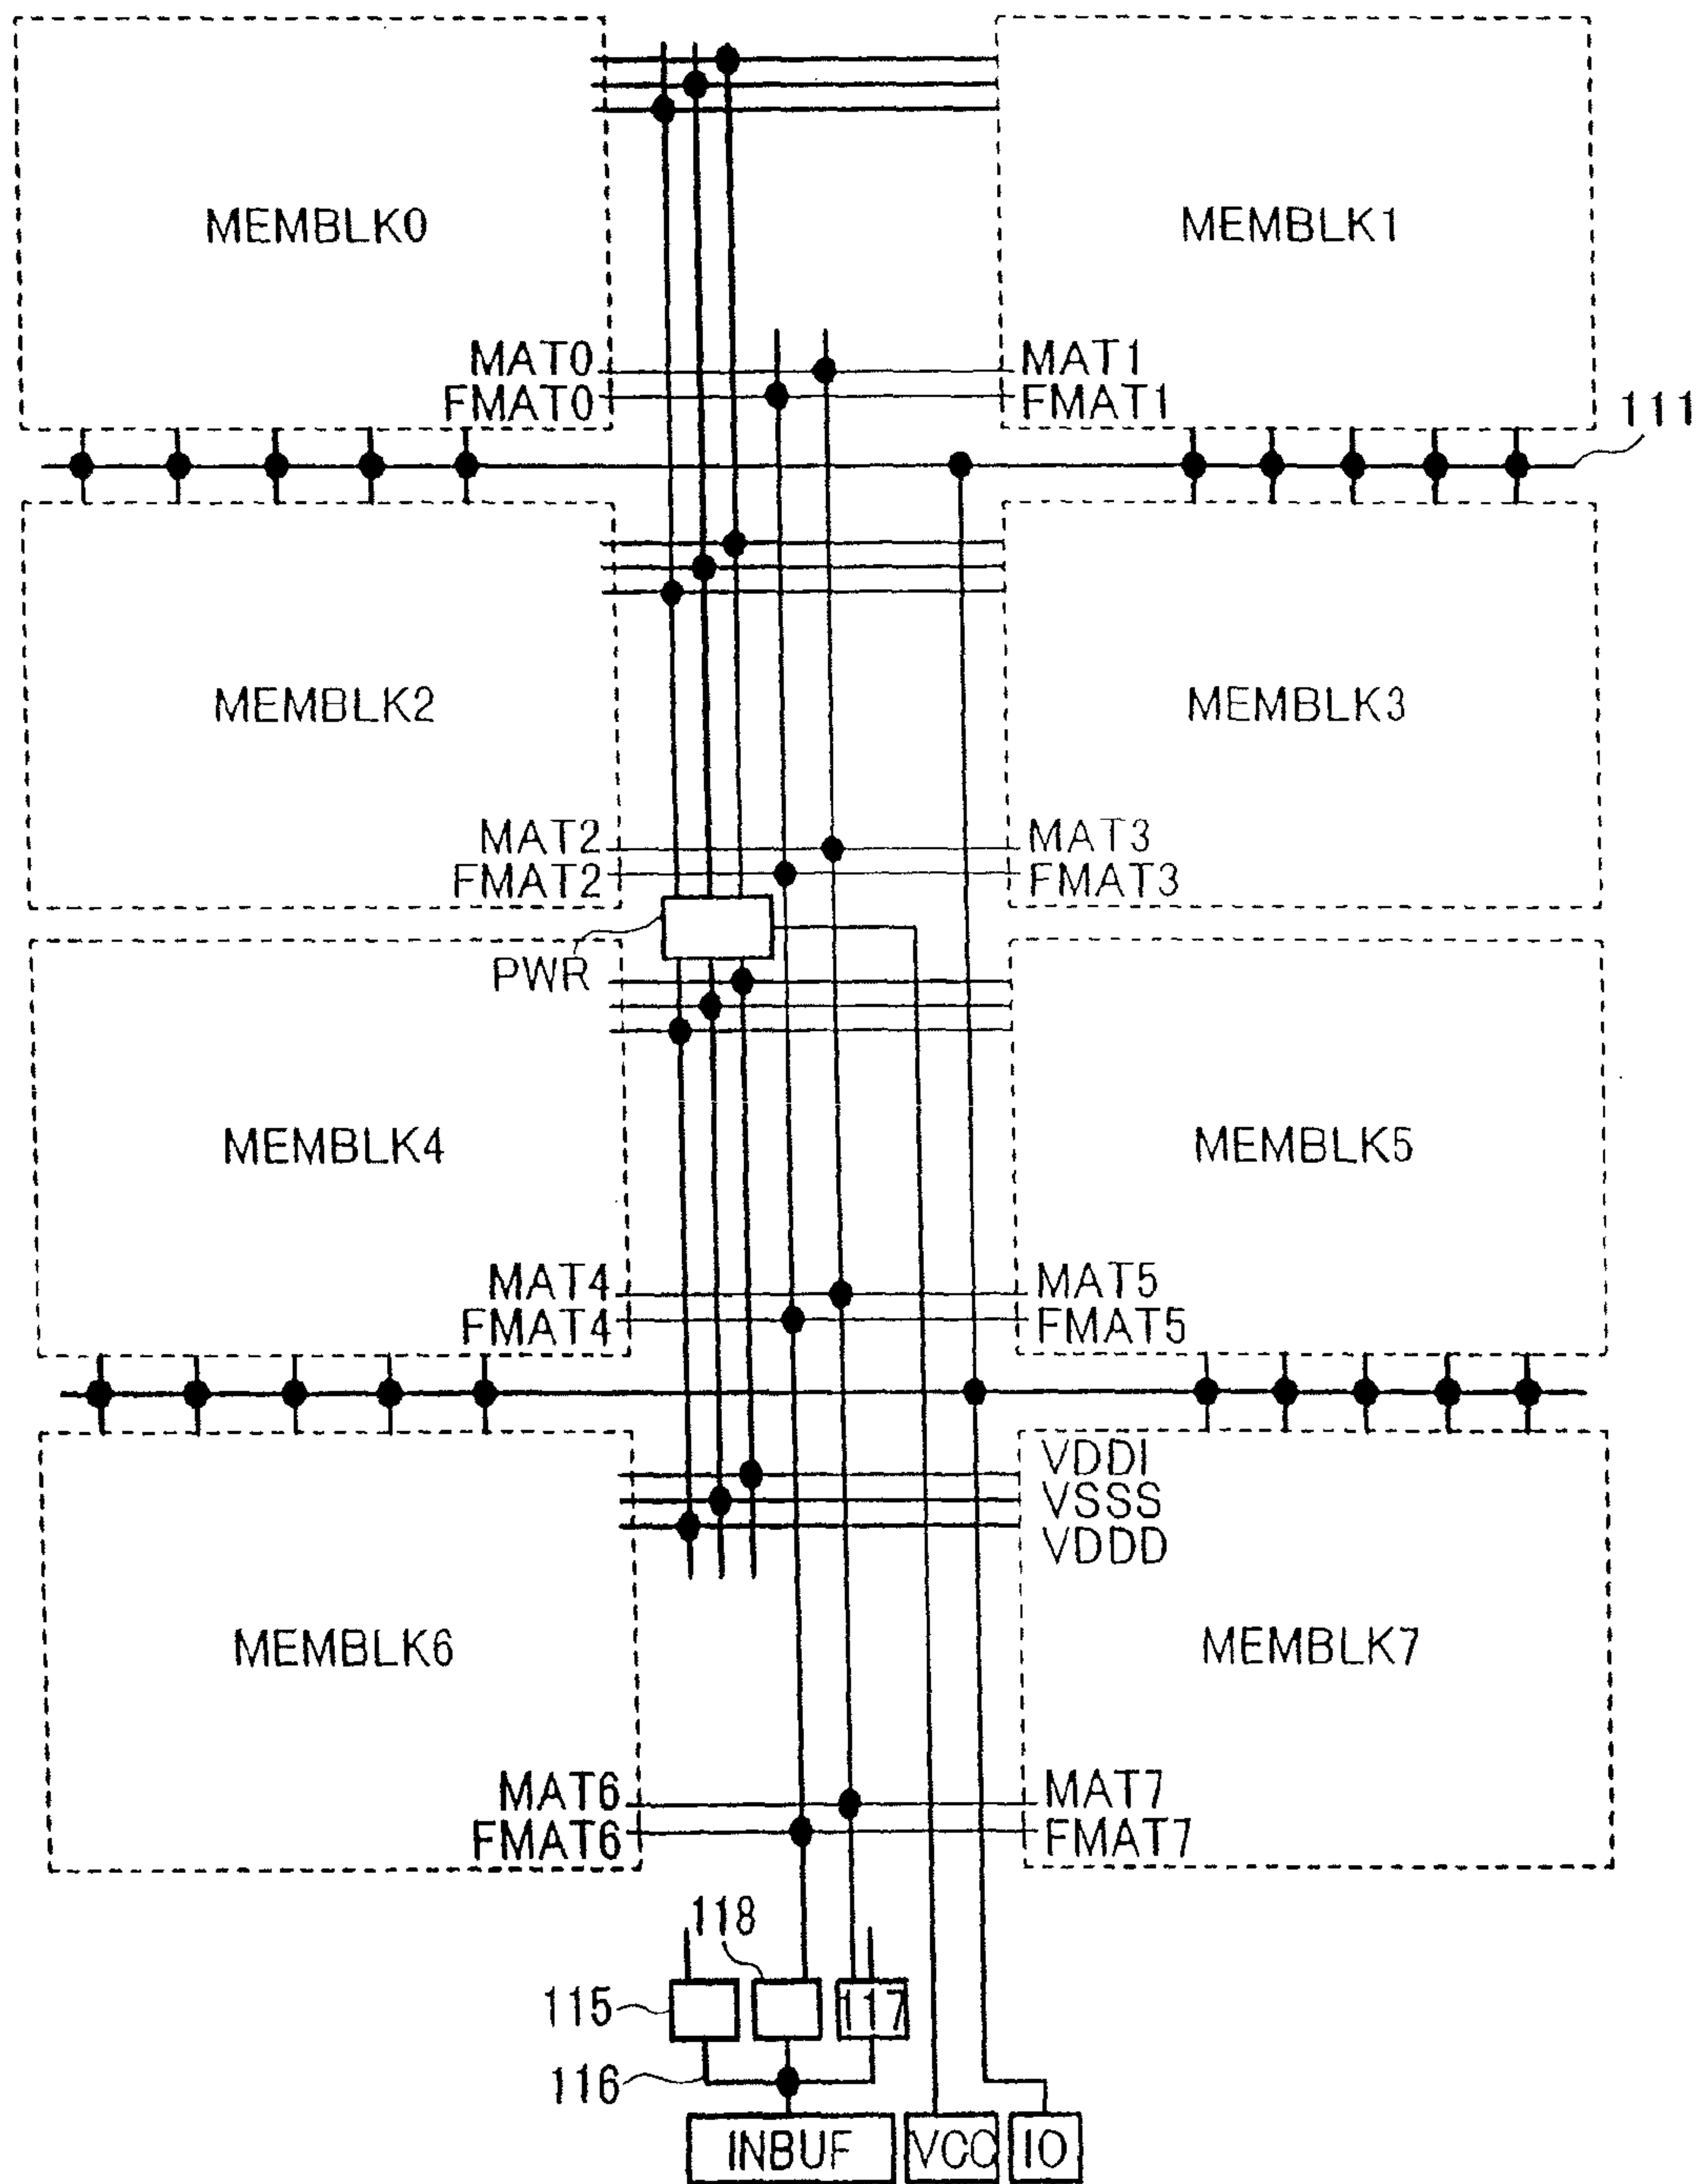 MEMBLK0
MEMBLK1
MAT0
MAT1
FMAT0
FMAT1
111
MEMBLK2
MEMBLK3
MAT2
MAT3
FMAT2
FMAT3
PWR
MEMBLK4
MEMBLK5
MAT4
MAT5
FMAT4
FMAT5
VDDI
VSSS
VDDD
MEMBLK6
MEMBLK7
MAT6
MAT7
FMAT6
FMAT7
118
115
117
116
INBUF
VCC
IO